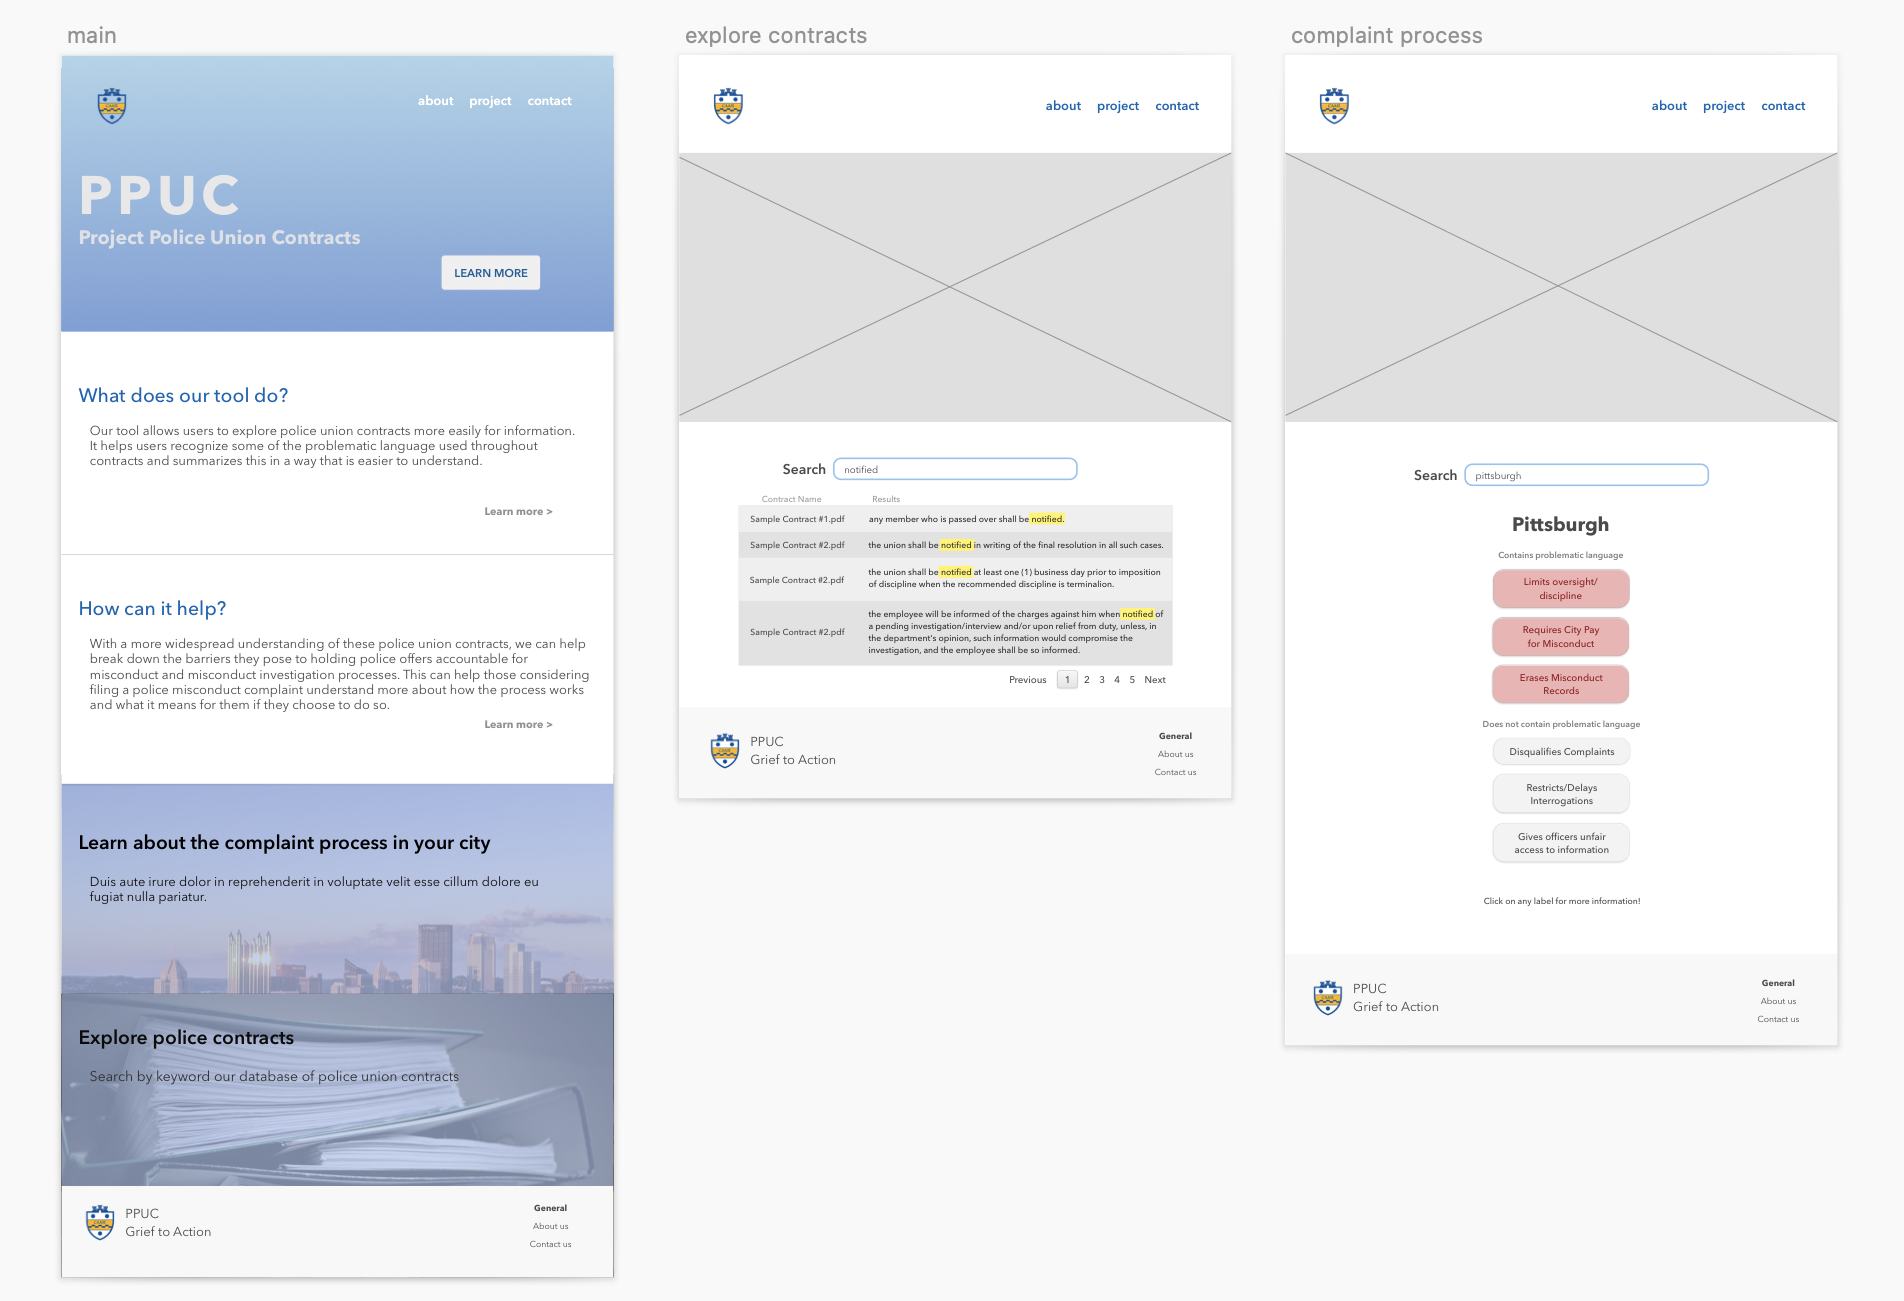 main
about project contact
PPUC
Project Police Union Contracts
LEARN MORE
What does our tool do?
Our tool allows users to explore police union contracts more easily for information.
It helps users recognize some of the problematic language used throughout
contracts and summarizes this in a way that is easier to understand.
Learn more >
How can it help?
With a more widespread understanding of these police union contracts, we can help
break down the barriers they pose to holding police offers accountable for
misconduct and misconduct investigation processes. This can help those considering
filing a police misconduct complaint understand more about how the process works
and what it means for them if they choose to do so.
Learn more >
Learn about the complaint process in your city
Duis aute irure dolor in reprehenderit in voluptate velit esse cillum dolore eu
fugiat nulla pariatur.
Explore police contracts
Search by keyword our database of police union contracts
PPUC
Grief to Action
General
About us
Contact us
explore contracts
about project contact
Search notified
Contract Name Results
Sample Contract #1.pdf any member who is passed over shall be notified.
Sample Contract #2.pdf the union shall be notified in writing of the final resolution in all such cases.
Sample Contract #2.pdf the union shall be notified at least one (1) business day prior to imposition
of discipline when the recommended discipline is terminalion.
Sample Contract #2.pdf the employee will be informed of the charges against him when notified of
a pending investigation/interview and/or upon relief from duty, unless, in
the department's opinion, such information would compromise the
investigation, and the employee shall be so informed.
Previous 1 2 3 4 5 Next
PPUC
Grief to Action
General
About us
Contact us
complaint process
about project contact
Search pittsburgh
Pittsburgh
Contains problematic language
Limits oversight/
discipline
Requires City Pay
for Misconduct
Erases Misconduct
Records
Does not contain problematic language
Disqualifies Complaints
Restricts/Delays
Interrogations
Gives officers unfair
access to information
Click on any label for more information!
PPUC
Grief to Action
General
About us
Contact us